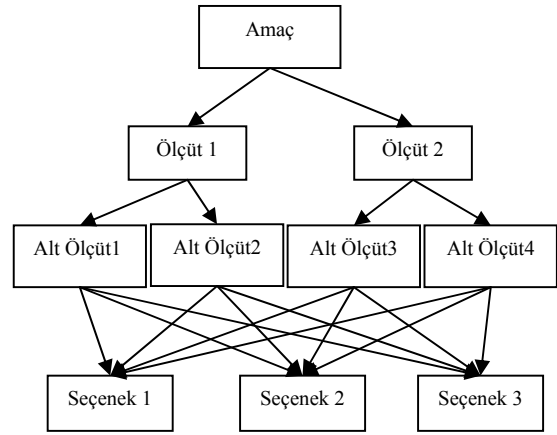 Amaç
Ölçüt 1
Ölçüt 2
Alt Ölçüt1
Alt Ölçüt2
Alt Ölçüt3
Alt Ölçüt4
Seçenek 1
Seçenek 2
Seçenek 3